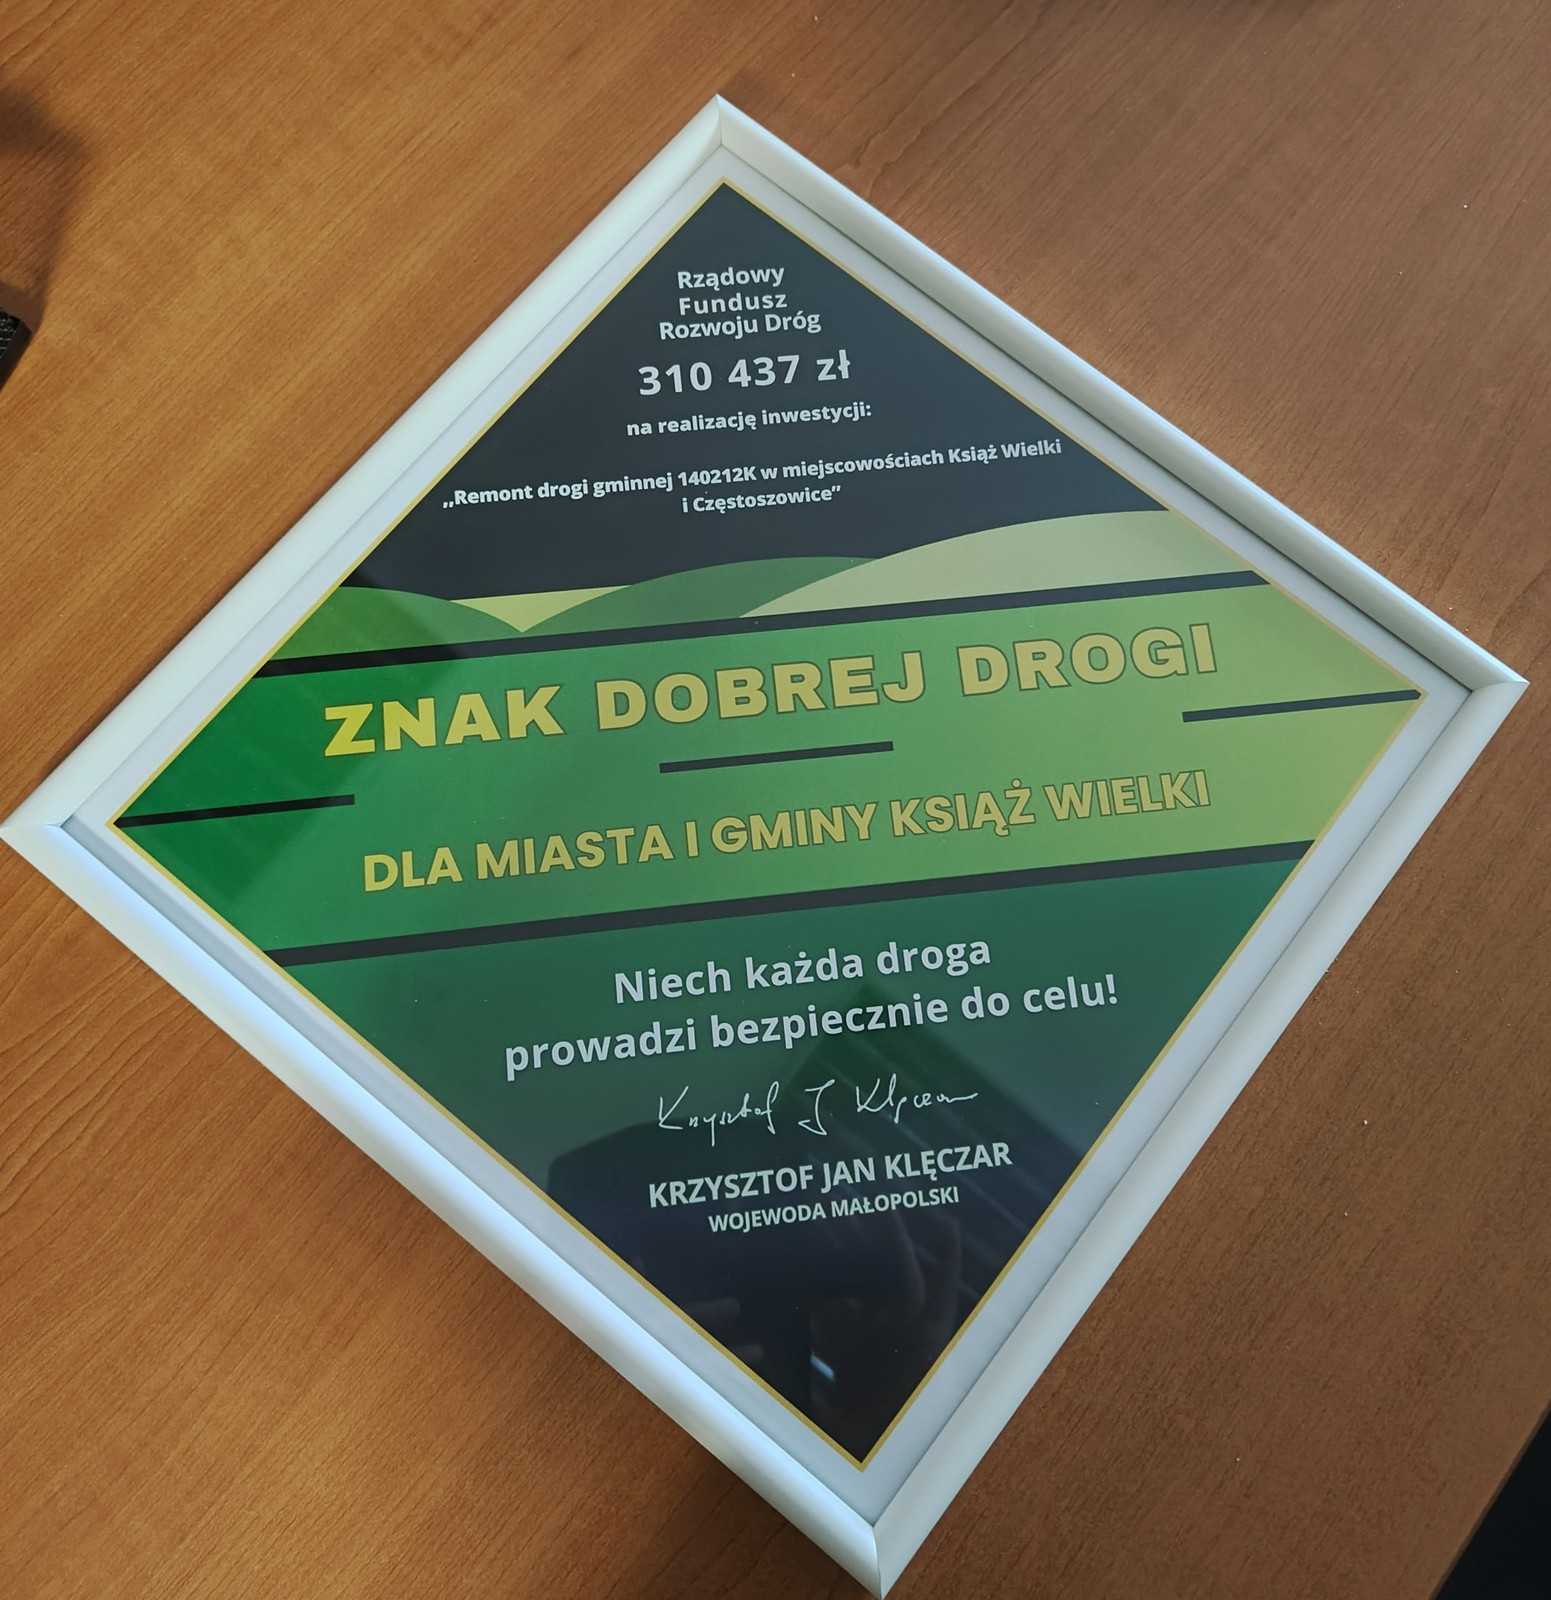 Rządowy
Fundusz
Rozwoju Dróg
310 437 zł
na realizację inwestycji:
„Remont drogi gminnej 140212K w miejscowościach Książ Wielki
i Częstoszowice”
ZNAK DOBREJ DROGI
DLA MIASTA I GMINY KSIĄŻ WIELKI
Niech każda droga
prowadzi bezpiecznie do celu!
Krzysztof J Klęczar
KRZYSZTOF JAN KLĘCZAR
WOJEWODA MAŁOPOLSKI